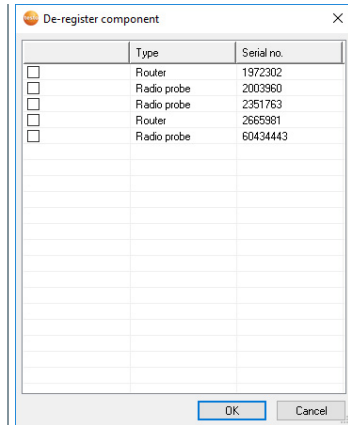 testo De-register component
Type Serial no.
Router 1972302
Radio probe 2003960
Radio probe 2351763
Router 2665981
Radio probe 60434443
OK Cancel